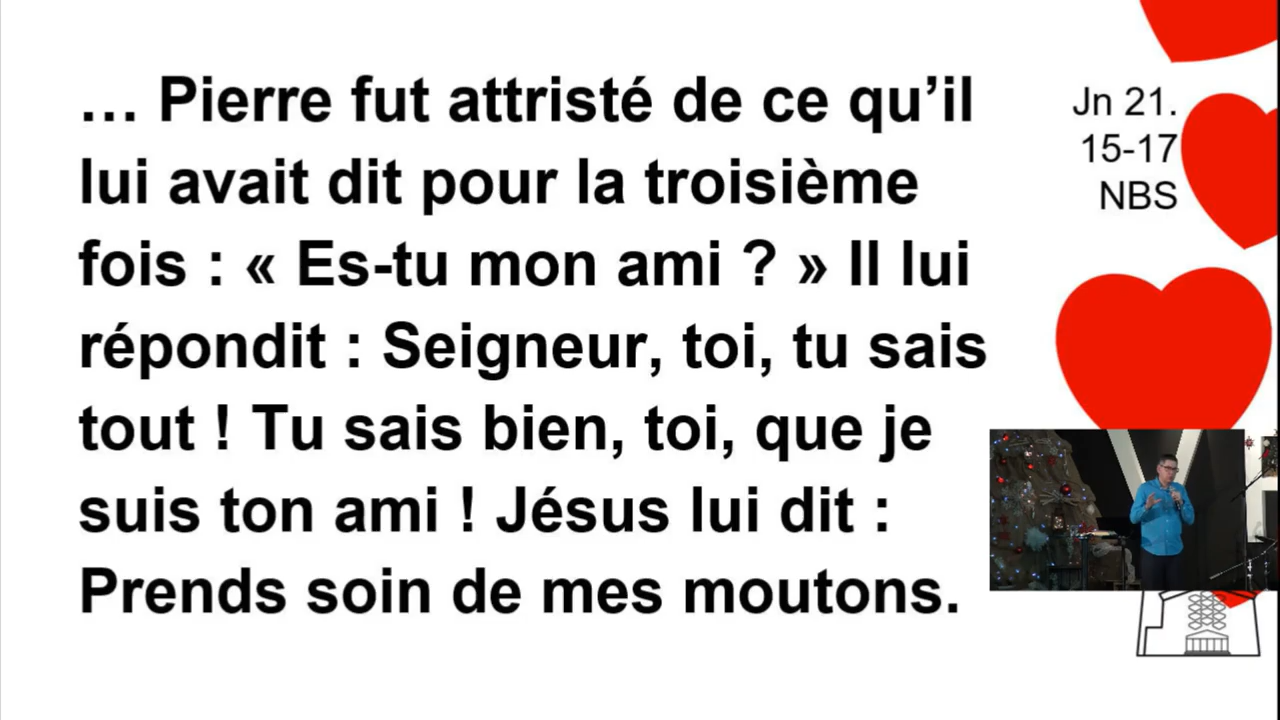 … Pierre fut attristé de ce qu’il
lui avait dit pour la troisième
fois : « Es-tu mon ami ? » Il lui
répondit : Seigneur, toi, tu sais
tout ! Tu sais bien, toi, que je
suis ton ami ! Jésus lui dit :
Prends soin de mes moutons.
Jn 21.
15-17
NBS